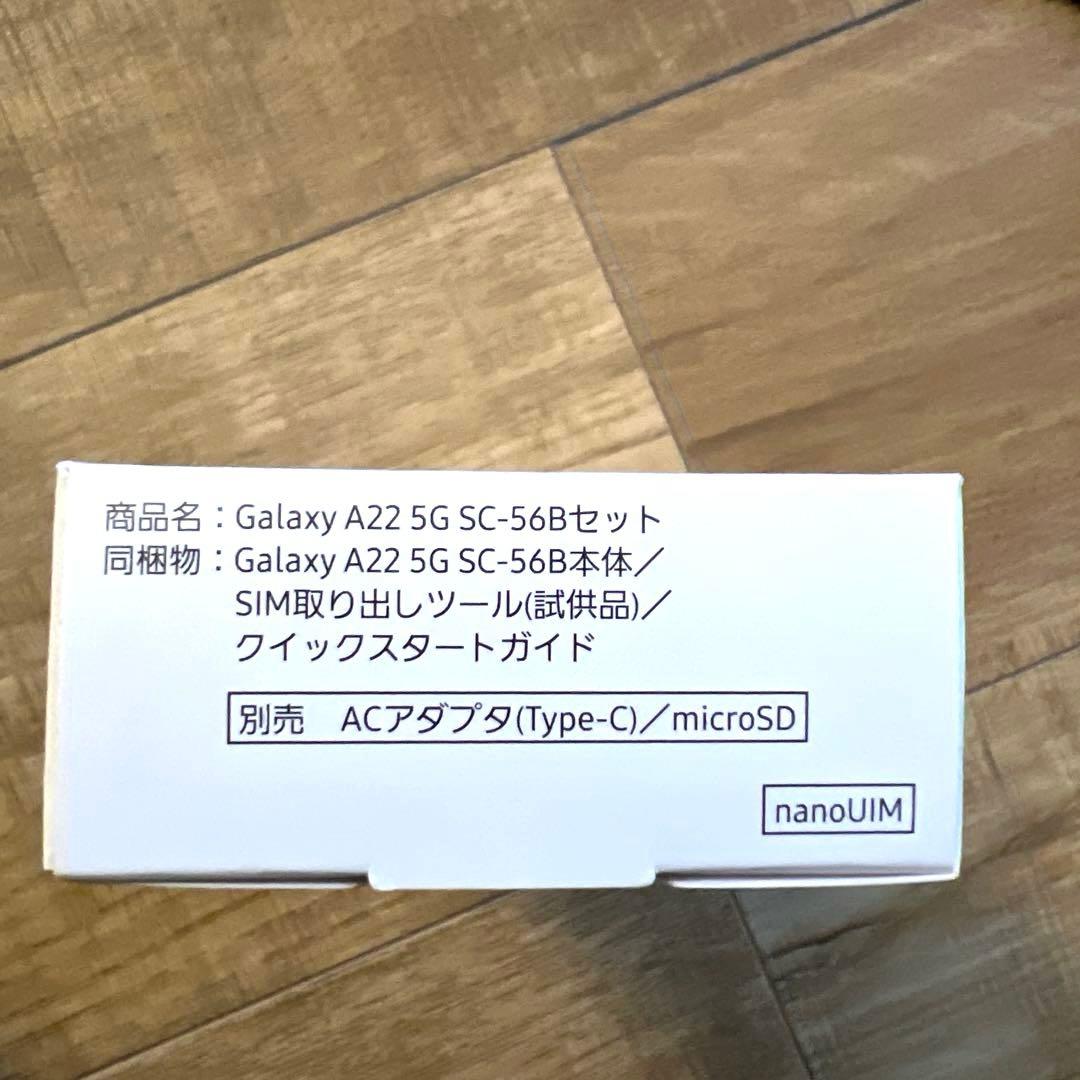 商品名：Galaxy A22 5G SC-56Bセット
同梱物：Galaxy A22 5G SC-56B本体／
SIM取り出しツール(試供品)／
クイックスタートガイド
別売　ACアダプタ(Type-C)／microSD
nanoUIM